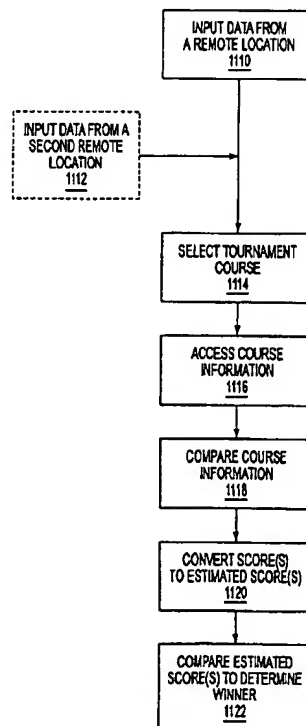 INPUT DATA FROM
A REMOTE LOCATION
1110
INPUT DATA FROM A
SECOND REMOTE
LOCATION
1112
SELECT TOURNAMENT
COURSE
1114
ACCESS COURSE
INFORMATION
1116
COMPARE COURSE
INFORMATION
1118
CONVERT SCORE(S)
TO ESTIMATED SCORE(S)
1120
COMPARE ESTIMATED
SCORE(S) TO DETERMINE
WINNER
1122